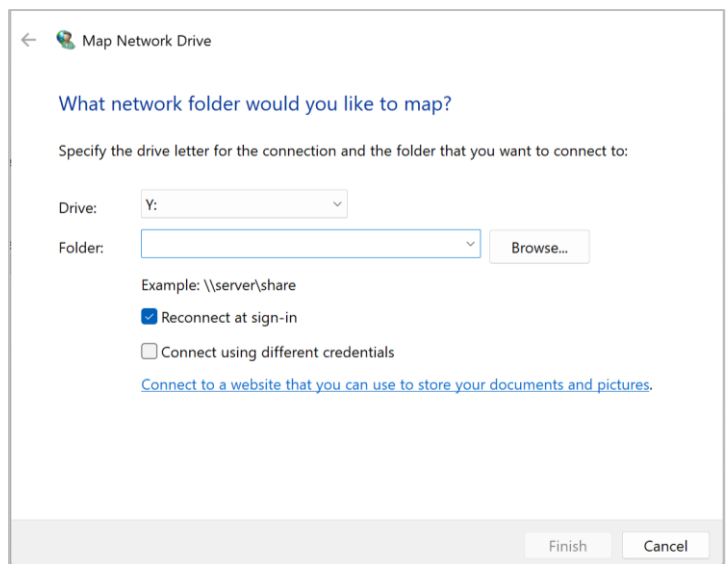 Map Network Drive
What network folder would you like to map?
Specify the drive letter for the connection and the folder that you want to connect to:
Drive: Y:
Folder: Browse...
Example: \\server\share
Reconnect at sign-in
Connect using different credentials
Connect to a website that you can use to store your documents and pictures.
Finish Cancel